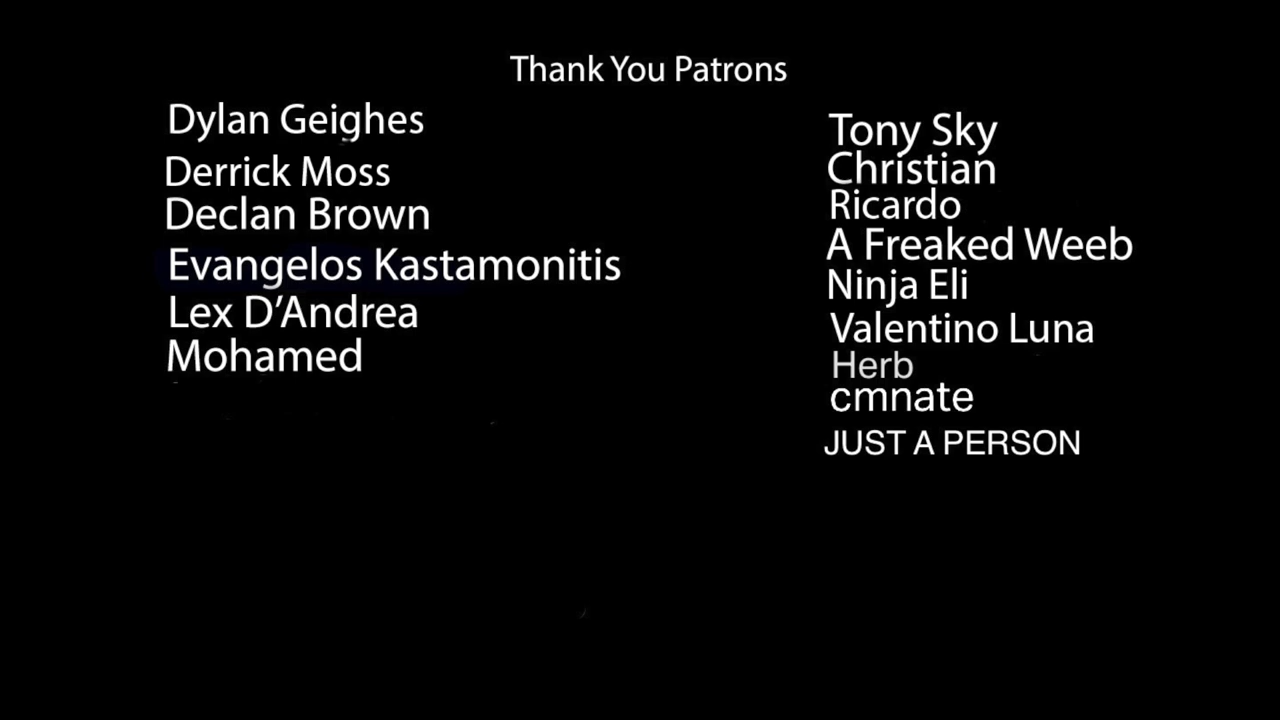 Thank You Patrons
Dylan Geighes
Derrick Moss
Declan Brown
Evangelos Kastamonitis
Lex D’Andrea
Mohamed
Tony Sky
Christian
Ricardo
A Freaked Weeb
Ninja Eli
Valentino Luna
Herb
cmnate
JUST A PERSON